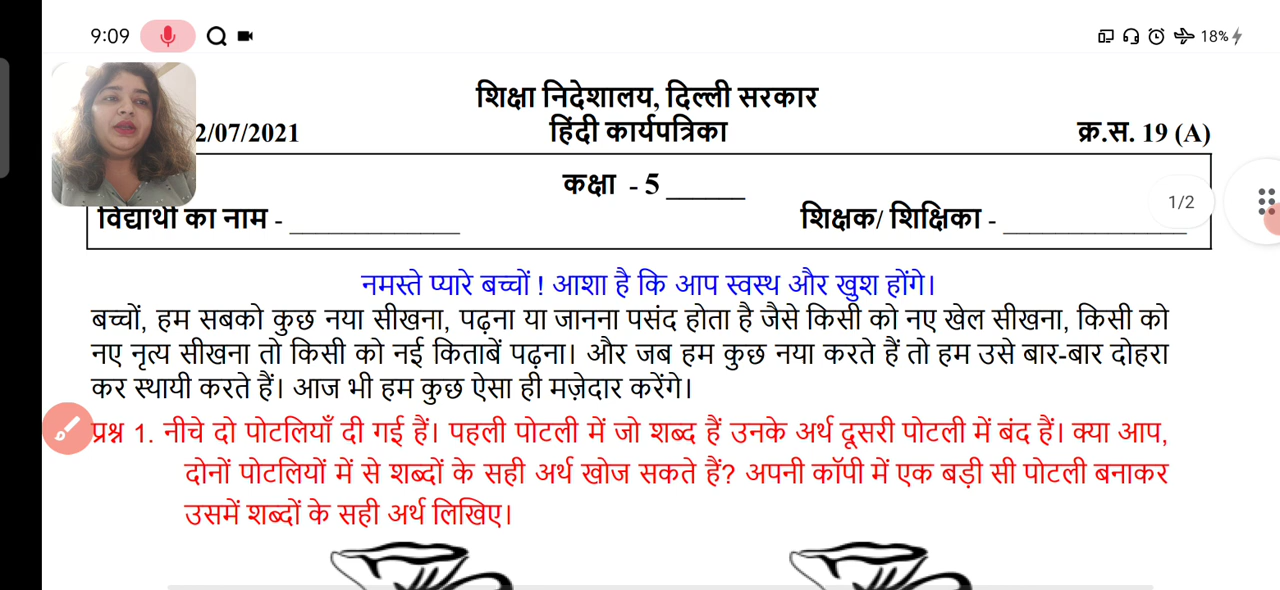 9:09
18%
शिक्षा निदेशालय, दिल्ली सरकार
2/07/2021 हिंदी कार्यपत्रिका क्र.स. 19 (A)
कक्षा - 5 ______
1/2
विद्यार्थी का नाम - _____________ शिक्षक/ शिक्षिका - ______________
नमस्ते प्यारे बच्चों ! आशा है कि आप स्वस्थ और खुश होंगे।
बच्चों, हम सबको कुछ नया सीखना, पढ़ना या जानना पसंद होता है जैसे किसी को नए खेल सीखना, किसी को
नए नृत्य सीखना तो किसी को नई किताबें पढ़ना। और जब हम कुछ नया करते हैं तो हम उसे बार-बार दोहरा
कर स्थायी करते हैं। आज भी हम कुछ ऐसा ही मज़ेदार करेंगे।
प्रश्न 1. नीचे दो पोटलियाँ दी गई हैं। पहली पोटली में जो शब्द हैं उनके अर्थ दूसरी पोटली में बंद हैं। क्या आप,
दोनों पोटलियों में से शब्दों के सही अर्थ खोज सकते हैं? अपनी कॉपी में एक बड़ी सी पोटली बनाकर
उसमें शब्दों के सही अर्थ लिखिए।